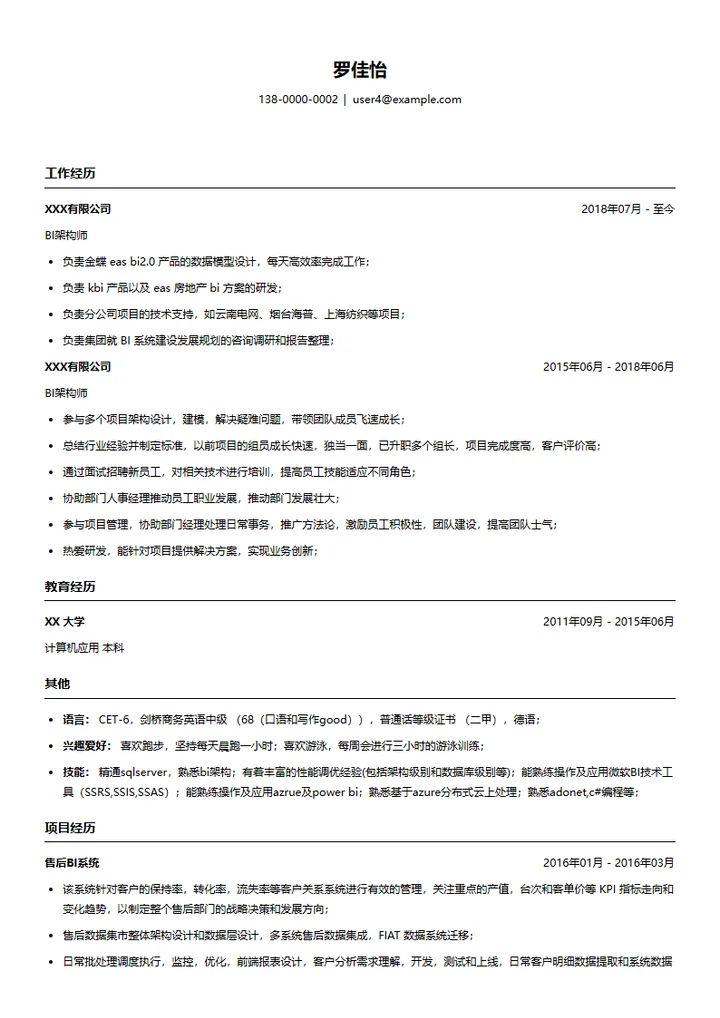 罗佳怡
138-0000-0002 | user4@example.com
工作经历
XXX有限公司 2018年07月 - 至今
BI架构师
• 负责金蝶 eas bi2.0 产品的数据模型设计，每天高效率完成工作；
• 负责 kbi 产品以及 eas 房地产 bi 方案的研发；
• 负责分公司项目的技术支持，如云南电网、烟台海普、上海纺织等项目；
• 负责集团就 BI 系统建设发展规划的咨询调研和报告整理；
XXX有限公司 2015年06月 - 2018年06月
BI架构师
• 参与多个项目架构设计，建模，解决疑难问题，带领团队成员飞速成长；
• 总结行业经验并制定标准，以前项目的组员成长快速，独当一面，已升职多个组长，项目完成度高，客户评价高；
• 通过面试招聘新员工，对相关技术进行培训，提高员工技能适应不同角色；
• 协助部门人事经理推动员工职业发展，推动部门发展壮大；
• 参与项目管理，协助部门经理处理日常事务，推广方法论，激励员工积极性，团队建设，提高团队士气；
• 热爱研发，能针对项目提供解决方案，实现业务创新；
教育经历
XX 大学 2011年09月 - 2015年06月
计算机应用 本科
其他
• 语言： CET-6，剑桥商务英语中级 （68（口语和写作good）），普通话等级证书 （二甲），德语；
• 兴趣爱好： 喜欢跑步，坚持每天晨跑一小时；喜欢游泳，每周会进行三小时的游泳训练；
• 技能： 精通sqlserver，熟悉bi架构；有着丰富的性能调优经验(包括架构级别和数据库级别等)；能熟练操作及应用微软BI技术工
具（SSRS,SSIS,SSAS）；能熟练操作及应用azrue及power bi；熟悉基于azure分布式云上处理；熟悉adonet,c#编程等；
项目经历
售后BI系统 2016年01月 - 2016年03月
• 该系统针对客户的保持率，转化率，流失率等客户关系系统进行有效的管理，关注重点的产值，台次和客单价等 KPI 指标走向和
变化趋势，以制定整个售后部门的战略决策和发展方向；
• 售后数据集市整体架构设计和数据层设计，多系统售后数据集成，FIAT 数据系统迁移；
• 日常批处理调度执行，监控，优化，前端报表设计，客户分析需求理解，开发，测试和上线，日常客户明细数据提取和系统数据